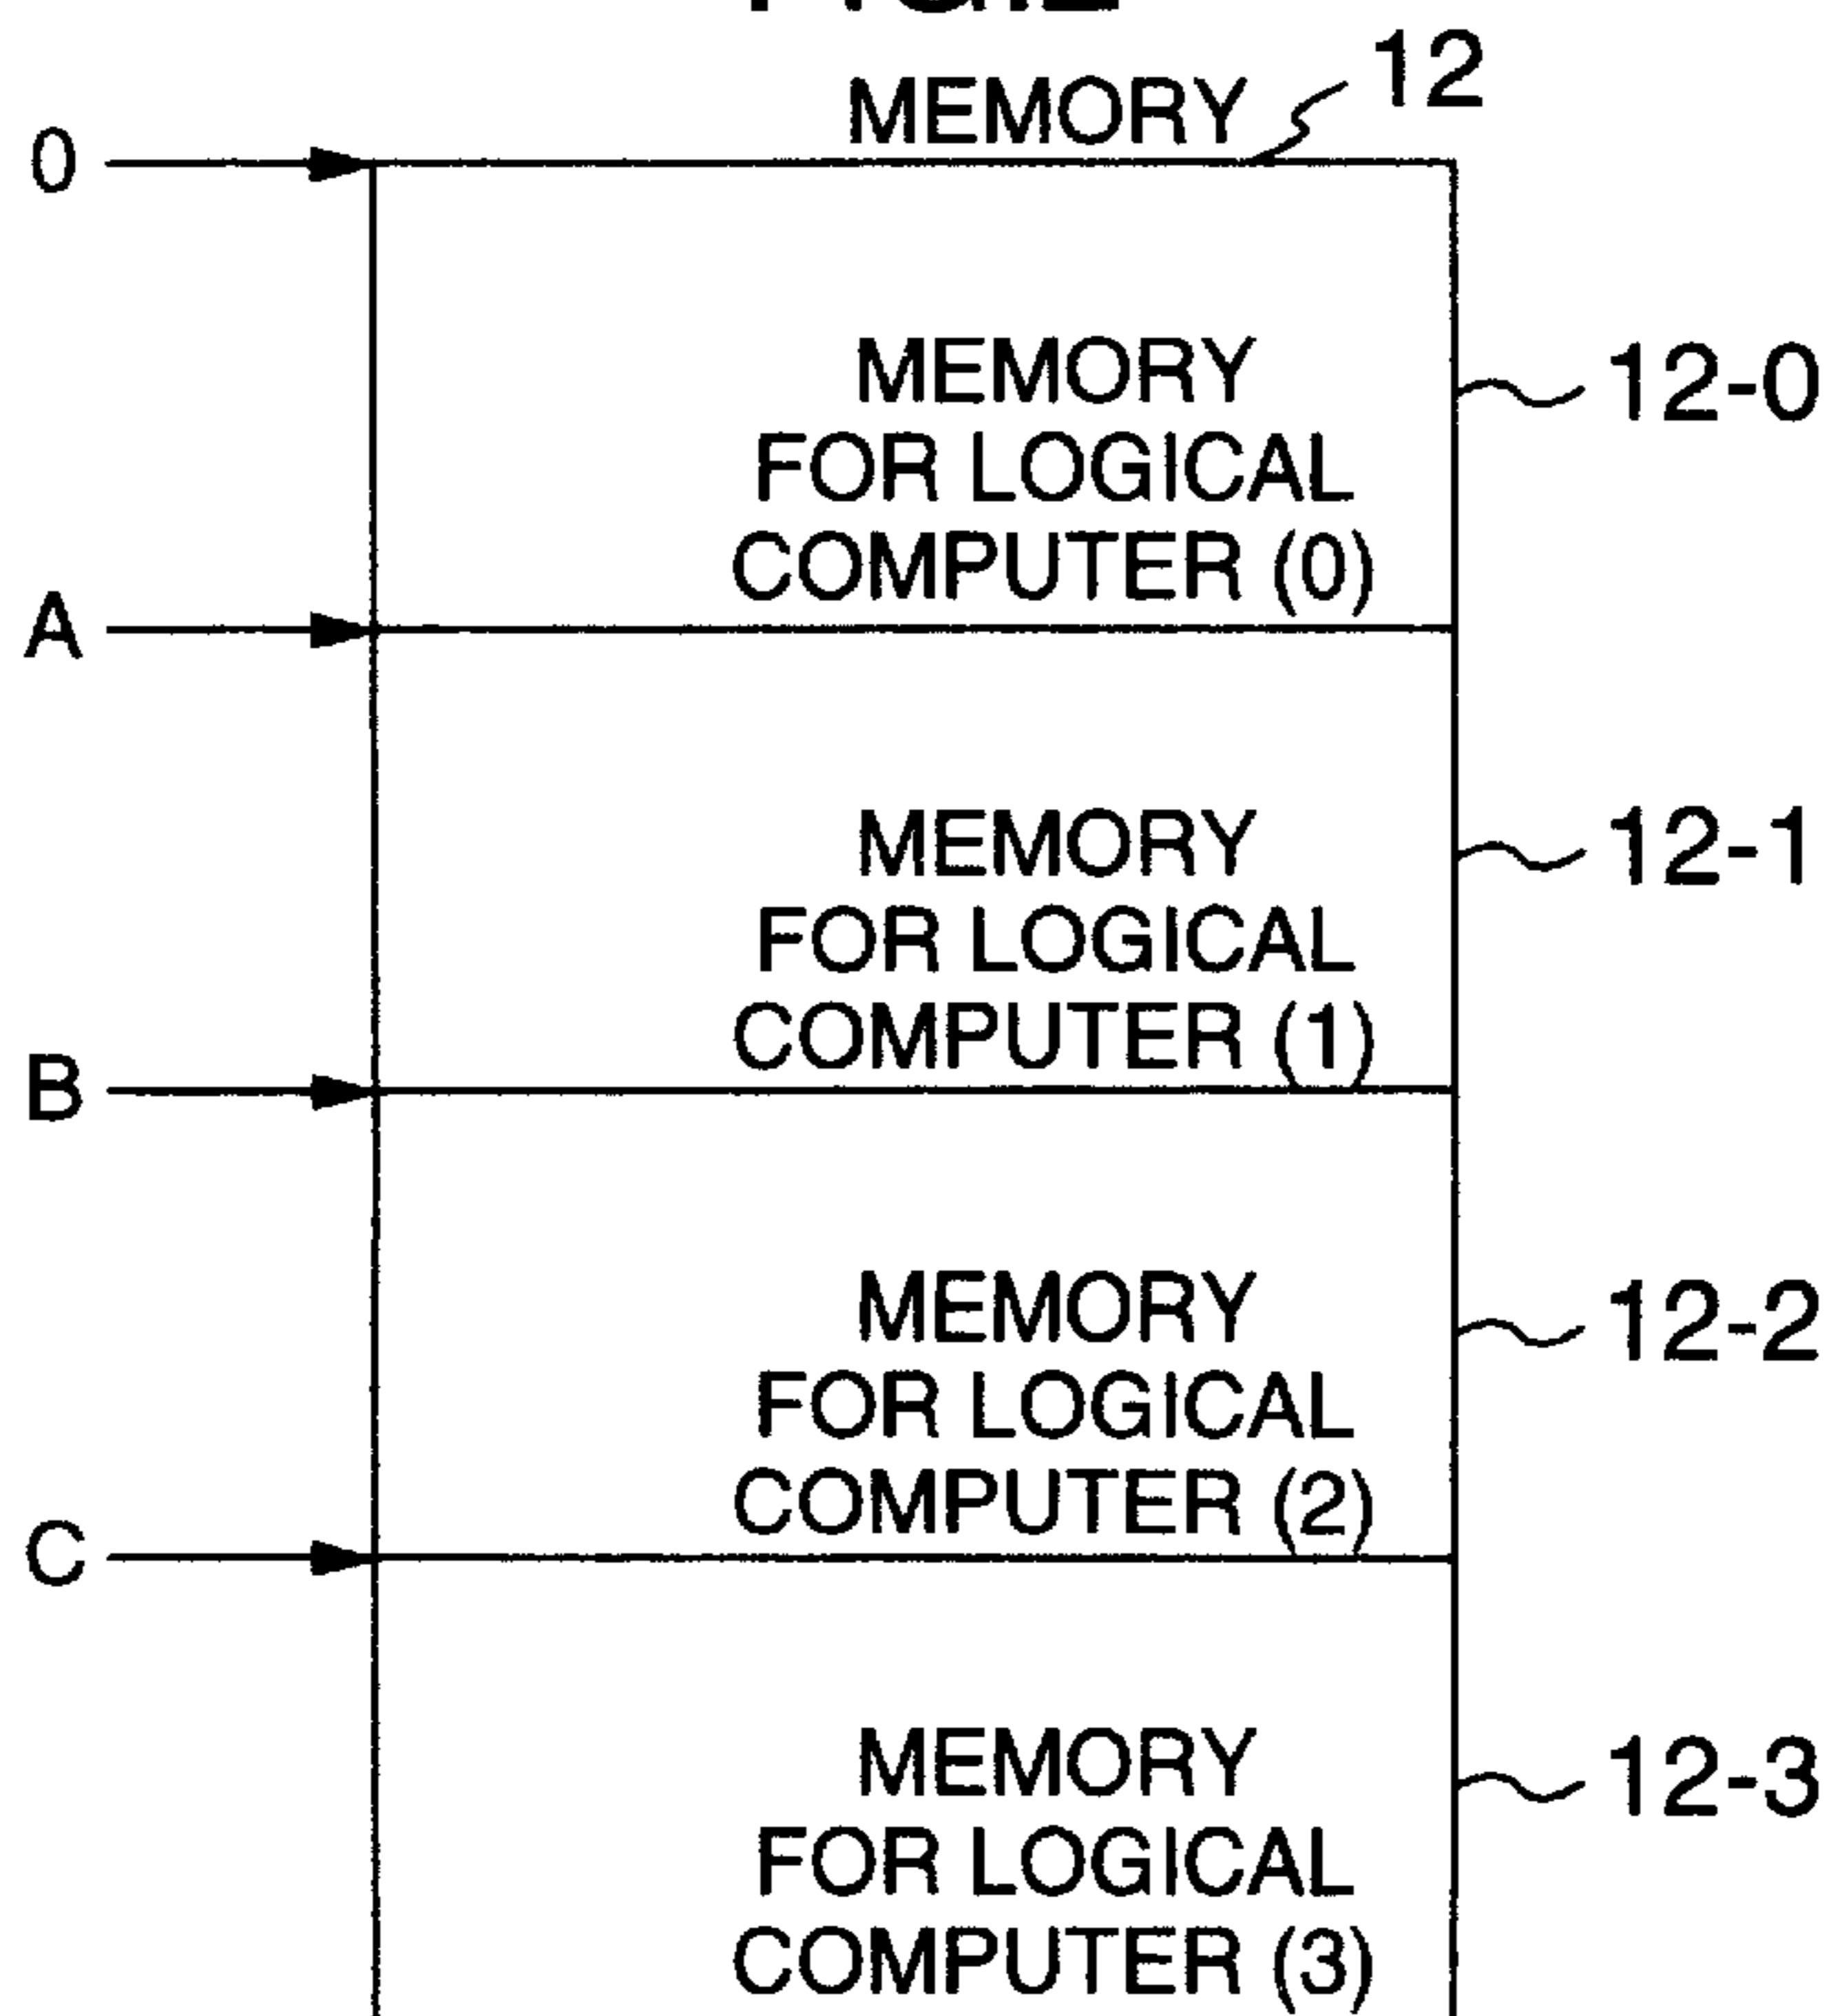 MEMORY 12
0
MEMORY
FOR LOGICAL
COMPUTER (0)
12-0
A
MEMORY
FOR LOGICAL
COMPUTER (1)
12-1
B
MEMORY
FOR LOGICAL
COMPUTER (2)
12-2
C
MEMORY
FOR LOGICAL
COMPUTER (3)
12-3